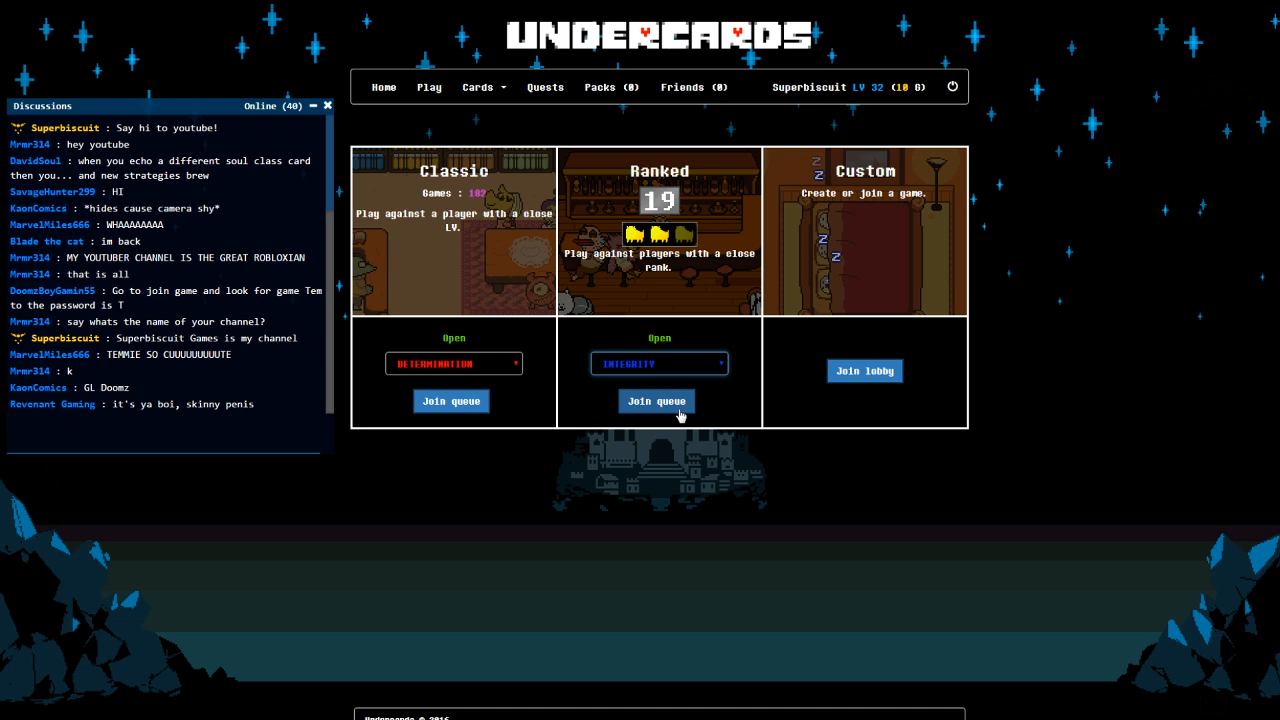 UNDERCARDS
Home Play Cards Quests Packs (0) Friends (0) Superbiscuit LV 32 (10 G)
Discussions Online (40)
Superbiscuit : Say hi to youtube!
Mrmr314 : hey youtube
DavidSoul : when you echo a different soul class card
then you... and new strategies brew
SavageHunter299 : HI
KaonComics : *hides cause camera shy*
MarvelMiles666 : WHAAAAAAAA
Blade the cat : im back
Mrmr314 : MY YOUTUBER CHANNEL IS THE GREAT ROBLOXIAN
Mrmr314 : that is all
DoomzBoyGamin55 : Go to join game and look for game Tem
to the password is T
Mrmr314 : say whats the name of your channel?
Superbiscuit : Superbiscuit Games is my channel
MarvelMiles666 : TEMMIE SO CUUUUUUUUTE
Mrmr314 : k
KaonComics : GL Doomz
Revenant Gaming : it's ya boi, skinny penis
Classic
Games : 182
Play against a player with a close
LV.
Open
DETERMINATION
Join queue
Ranked
19
Play against players with a close
rank.
Open
INTEGRITY
Join queue
Custom
Create or join a game.
Z
Z
Z
Z
Join lobby
Undercards © 2016